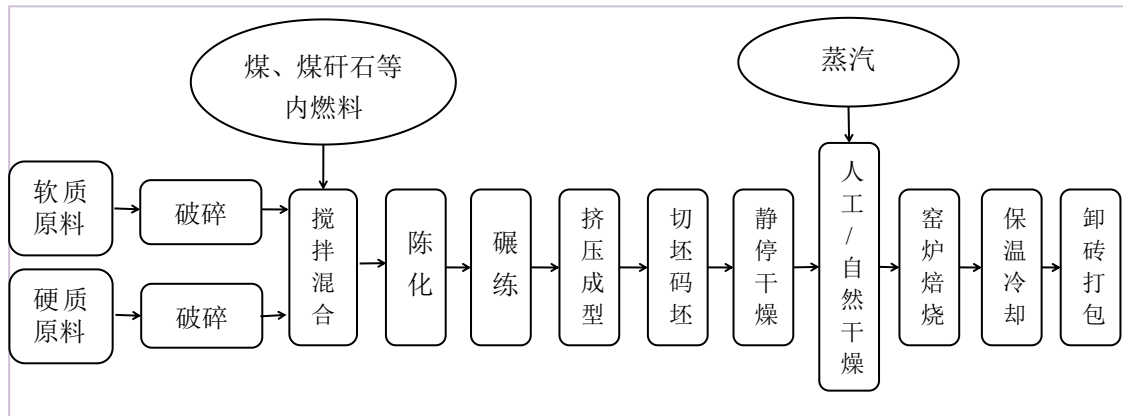 煤、煤矸石等
内燃料
蒸汽
软质
原料
破碎
硬质
原料
破碎
搅拌混合
陈化
碾练
挤压成型
切坯码坯
静停干燥
人工/自然干燥
窑炉焙烧
保温冷却
卸砖打包